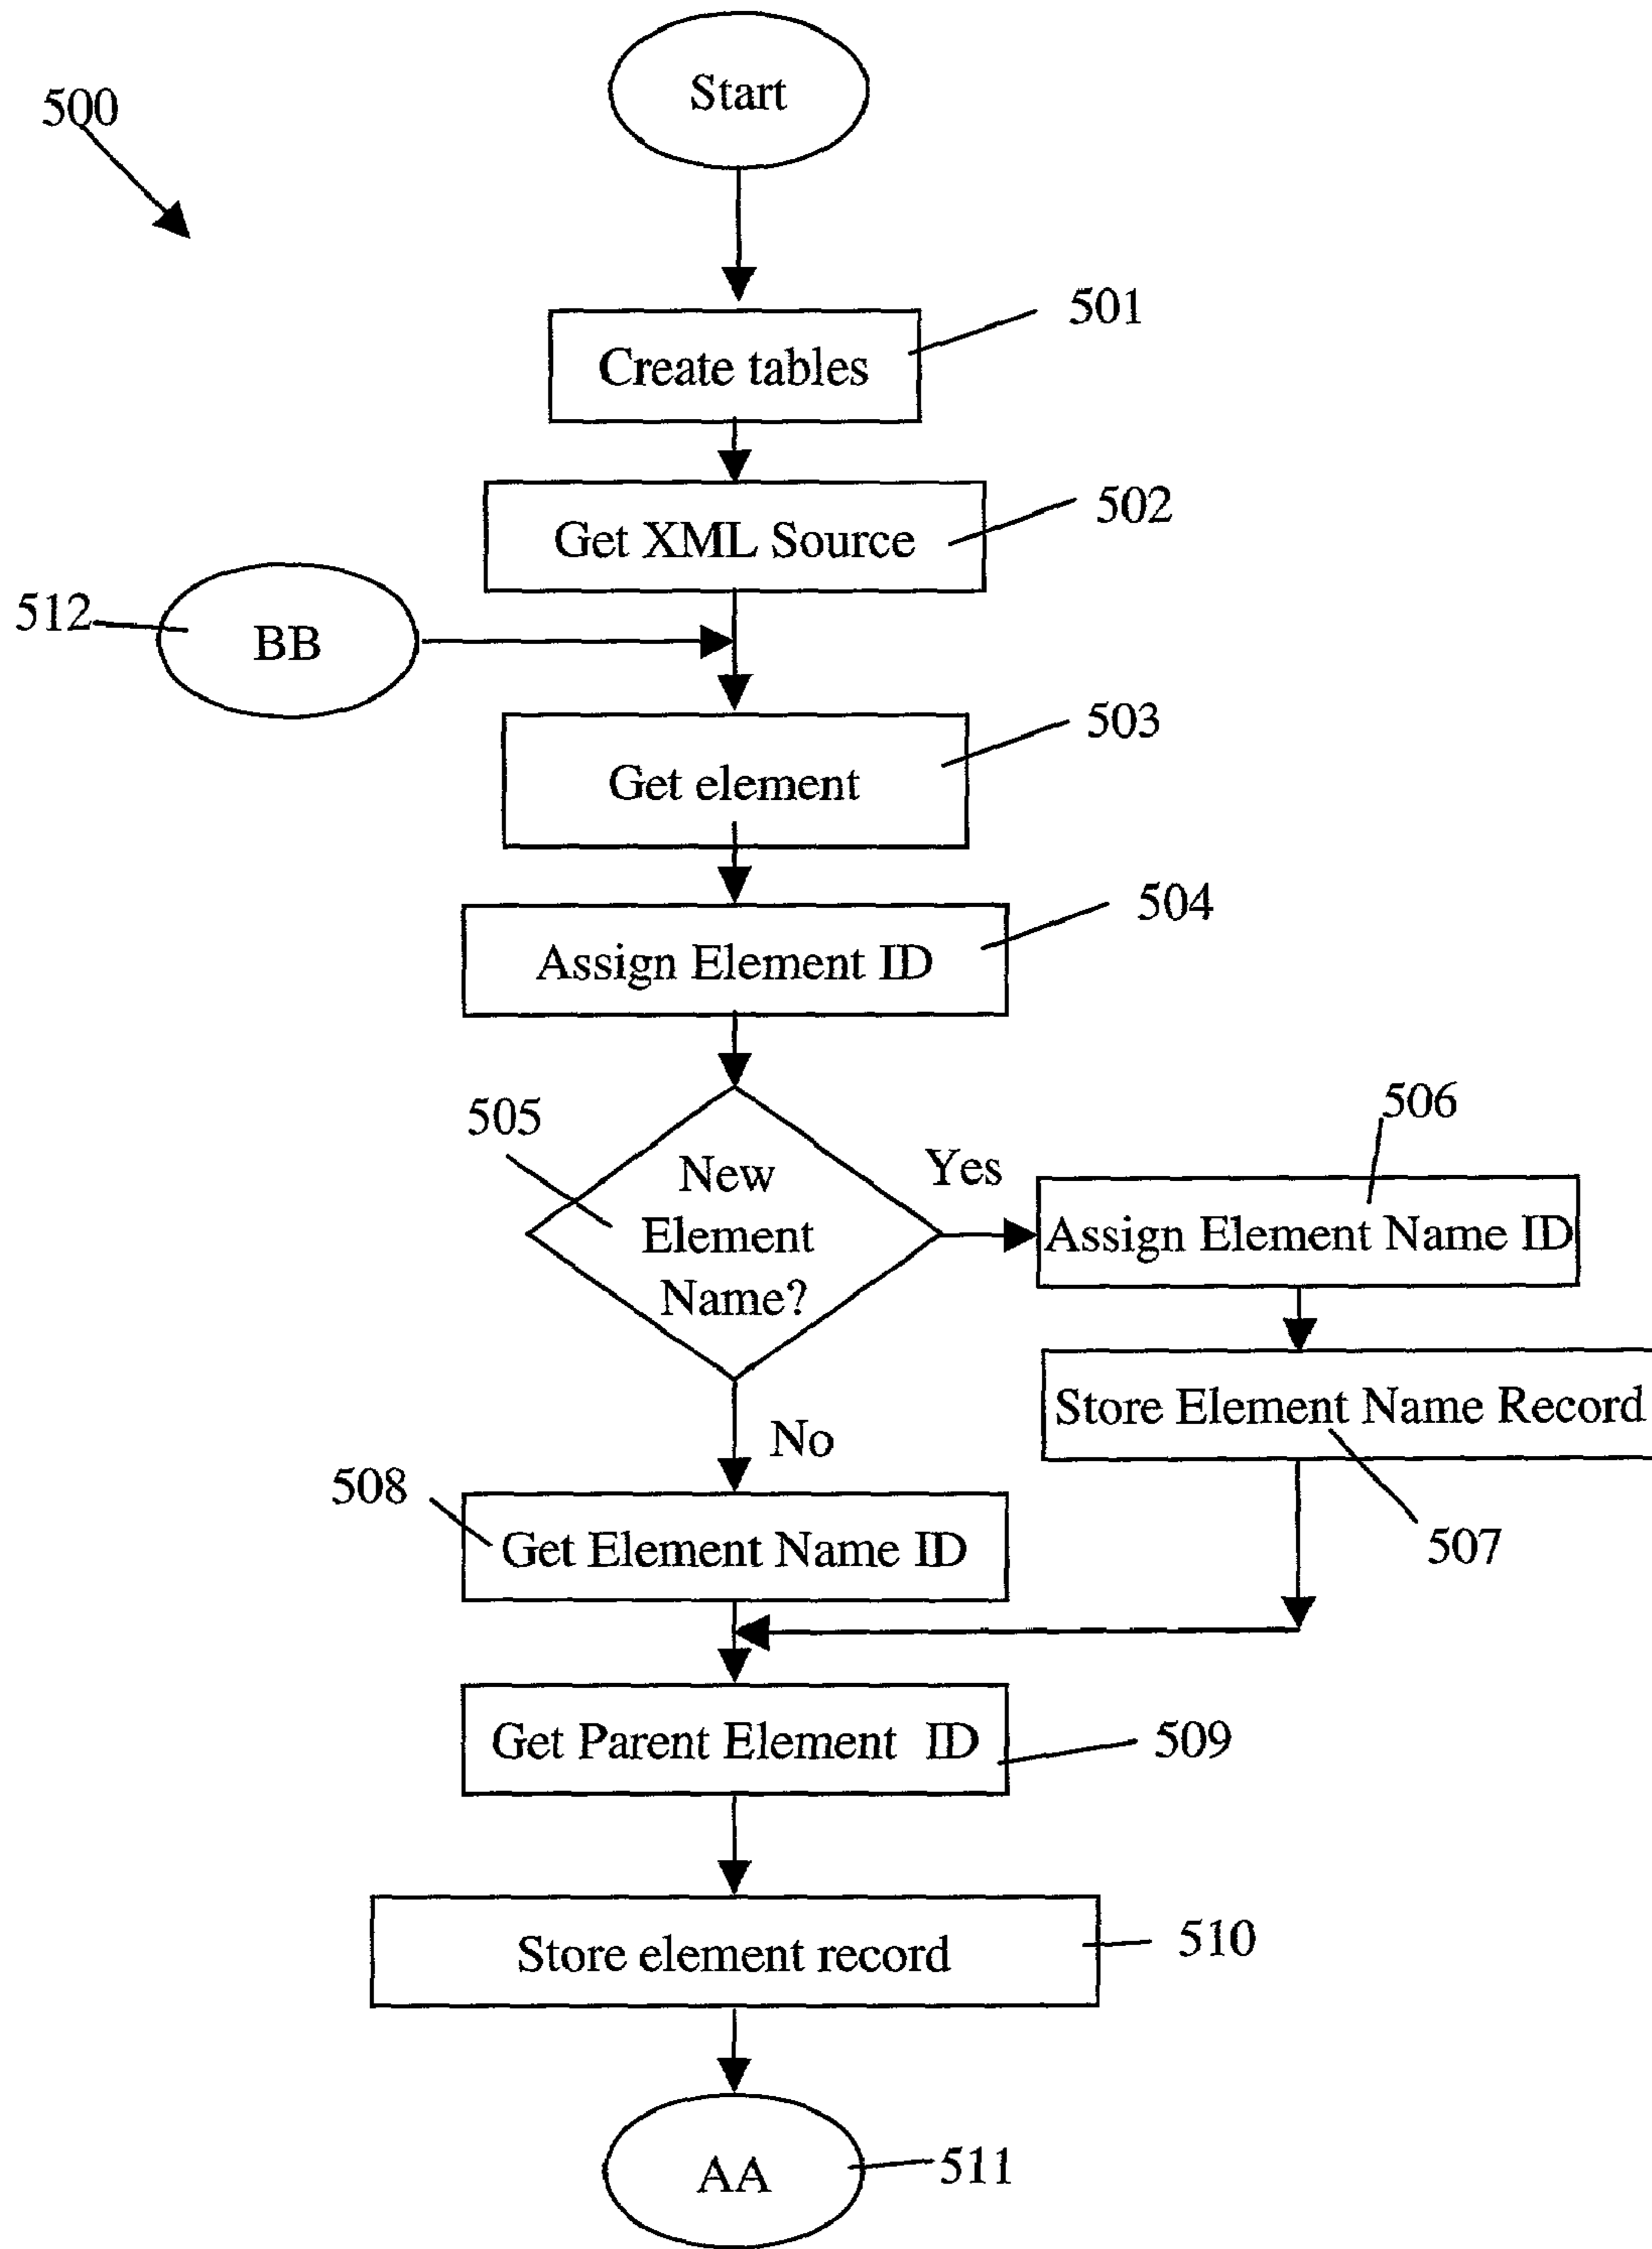 Start
500
501
Create tables
502
Get XML Source
512
BB
503
Get element
504
Assign Element ID
505
New
Element
Name?
Yes
506
Assign Element Name ID
Store Element Name Record
507
No
508
Get Element Name ID
Get Parent Element ID
509
Store element record
510
AA
511